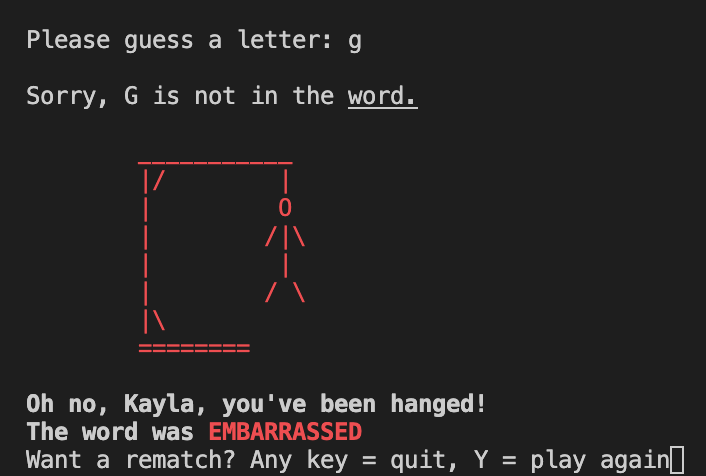 Please guess a letter: g
Sorry, G is not in the word.
___________
|/        |
|         O
|        /|\
|         |
|        / \
|\
========
Oh no, Kayla, you've been hanged!
The word was EMBARRASSED
Want a rematch? Any key = quit, Y = play again